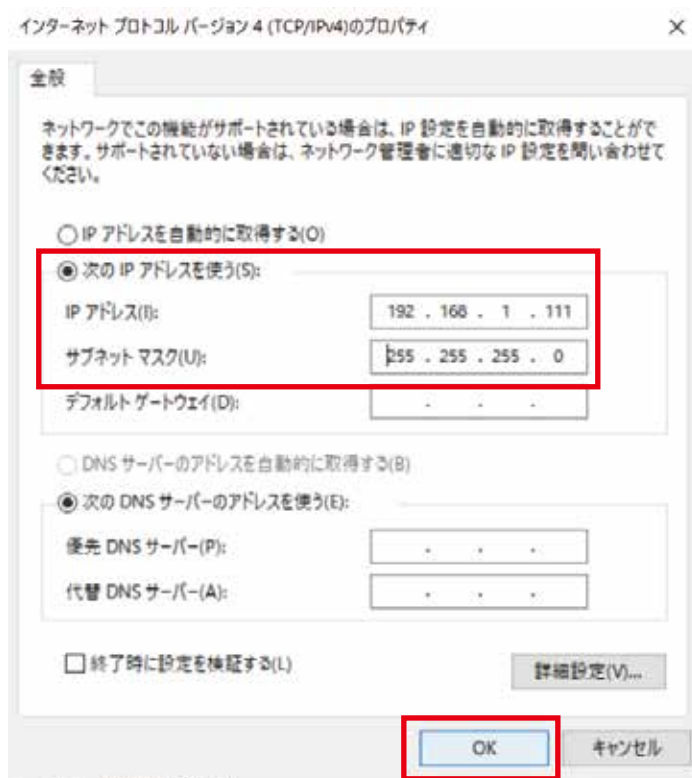 インターネット プロトコル バージョン 4 (TCP/IPv4)のプロパティ
全般
ネットワークでこの機能がサポートされている場合は、IP 設定を自動的に取得することがで
きます。サポートされていない場合は、ネットワーク管理者に適切な IP 設定を問い合わせて
ください。
IP アドレスを自動的に取得する(O)
次の IP アドレスを使う(S):
IP アドレス(I): 192 . 168 . 1 . 111
サブネット マスク(U): 255 . 255 . 255 . 0
デフォルト ゲートウェイ(D): . . .
DNS サーバーのアドレスを自動的に取得する(B)
次の DNS サーバーのアドレスを使う(E):
優先 DNS サーバー(P): . . .
代替 DNS サーバー(A): . . .
終了時に設定を検証する(L)
詳細設定(V)...
OK キャンセル